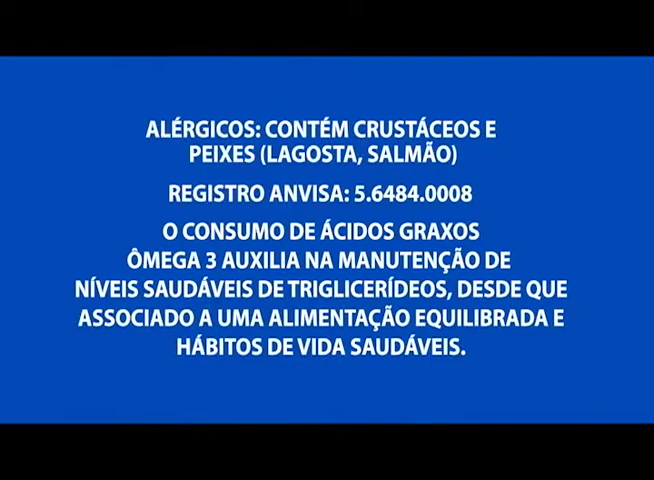 ALÉRGICOS: CONTÉM CRUSTÁCEOS E
PEIXES (LAGOSTA, SALMÃO)
REGISTRO ANVISA: 5.6484.0008
O CONSUMO DE ÁCIDOS GRAXOS
ÔMEGA 3 AUXILIA NA MANUTENÇÃO DE
NÍVEIS SAUDÁVEIS DE TRIGLICERÍDEOS, DESDE QUE
ASSOCIADO A UMA ALIMENTAÇÃO EQUILIBRADA E
HÁBITOS DE VIDA SAUDÁVEIS.